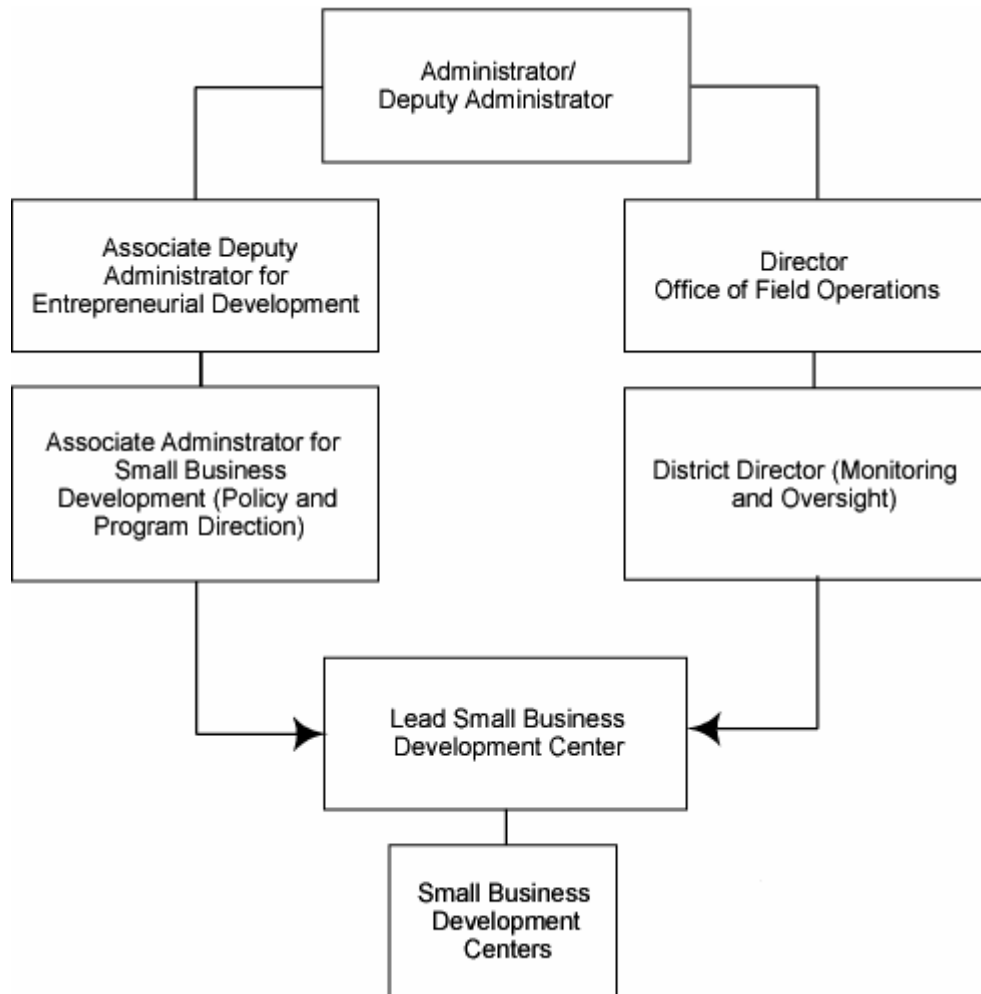 Administrator/
Deputy Administrator
Associate Deputy
Administrator for
Entrepreneurial Development
Director
Office of Field Operations
Associate Adminstrator for
Small Business
Development (Policy and
Program Direction)
District Director (Monitoring
and Oversight)
Lead Small Business
Development Center
Small Business
Development
Centers